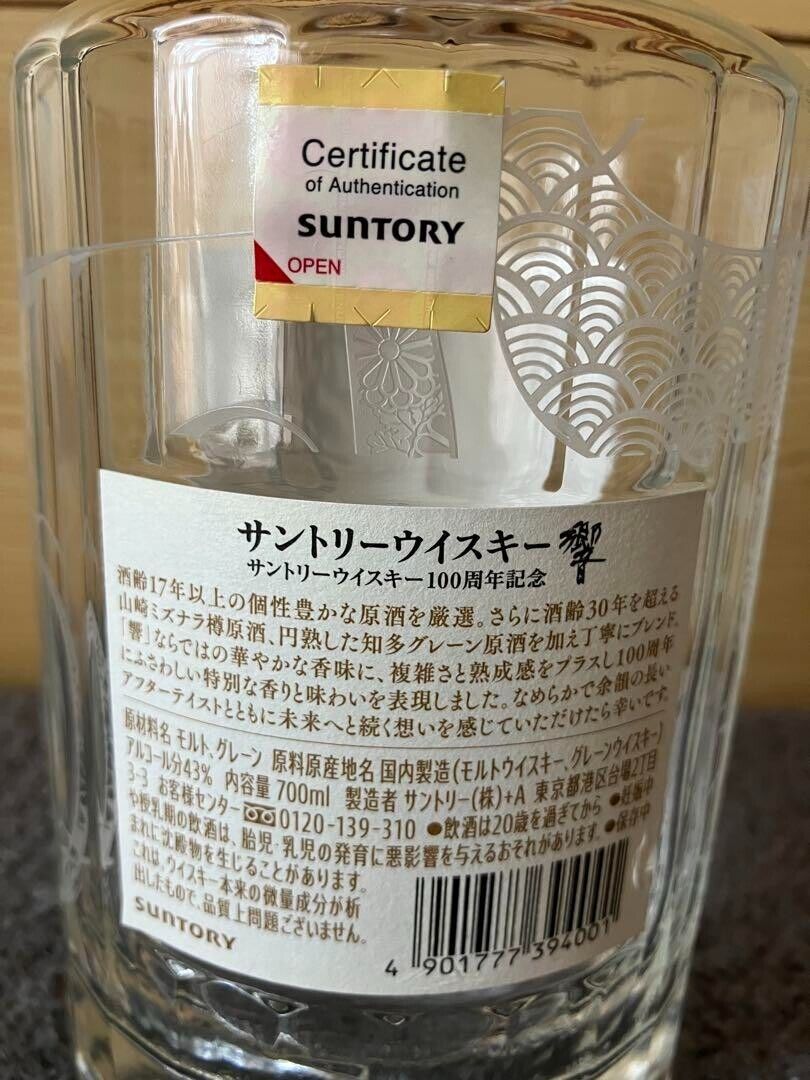 Certificate
of Authentication
SUNTORY
OPEN
サントリーウイスキー 響
サントリーウイスキー100周年記念
酒齢17年以上の個性豊かな原酒を厳選。さらに酒齢30年を超える
山崎ミズナラ樽原酒、円熟した知多グレーン原酒を加え丁寧にブレンド。
「響」ならではの華やかな香味に、複雑さと熟成感をプラスし100周年
にふさわしい特別な香りと味わいを表現しました。なめらかで余韻の長い
アフターテイストとともに未来へと続く想いを感じていただけたら幸いです。
原材料名 モルト、グレーン 原料原産地名 国内製造(モルトウイスキー、グレーンウイスキー)
アルコール分43% 内容量 700ml 製造者 サントリー(株)+A 東京都港区台場2丁目
3-3 お客様センター 0120-139-310 ●飲酒は20歳を過ぎてから ●妊娠中
や授乳期の飲酒は、胎児・乳児の発育に悪影響を与えるおそれがあります。 ●保存中
まれに沈殿物を生じることがあります。
これは、ウイスキー本来の微量成分が析
出したもので、品質上問題ございません。
SUNTORY
4 901777 394001